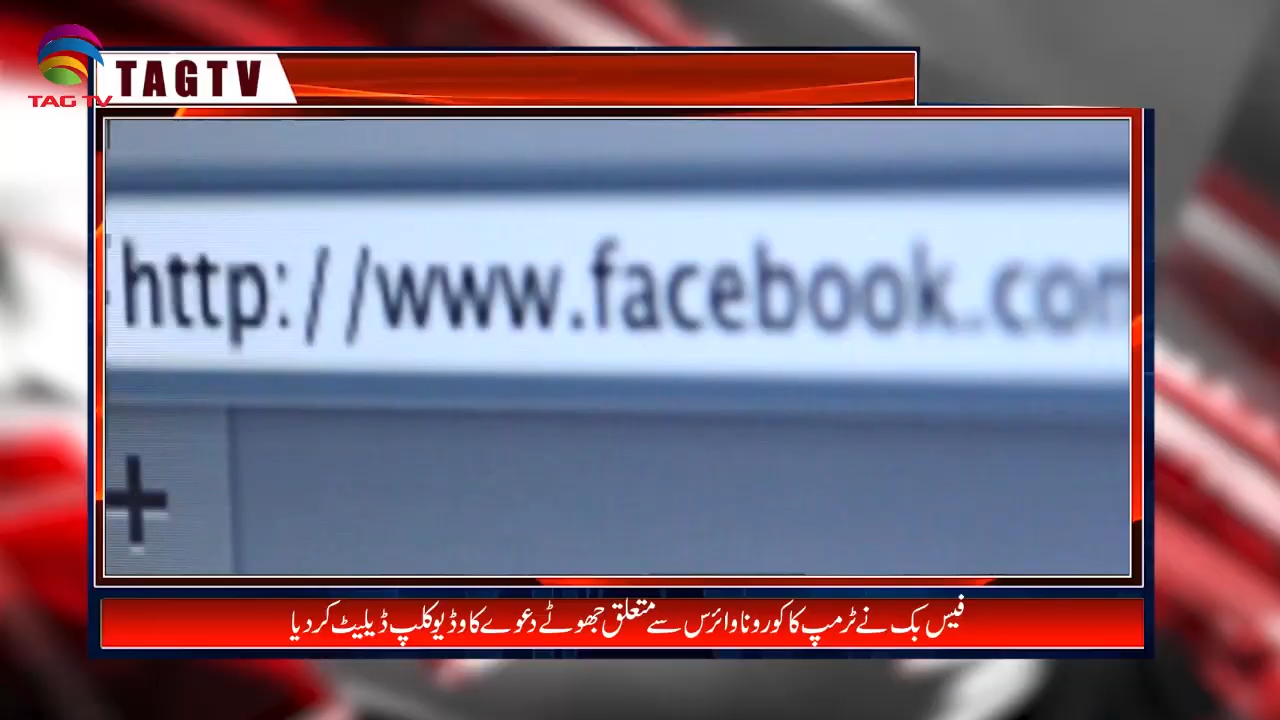 TAG TV
TAGTV
http://www.facebook.com
+
فیس بک نے ٹرمپ کا کورونا وائرس سے متعلق جھوٹے دعوے کا وڈیو کلپ ڈیلیٹ کر دیا